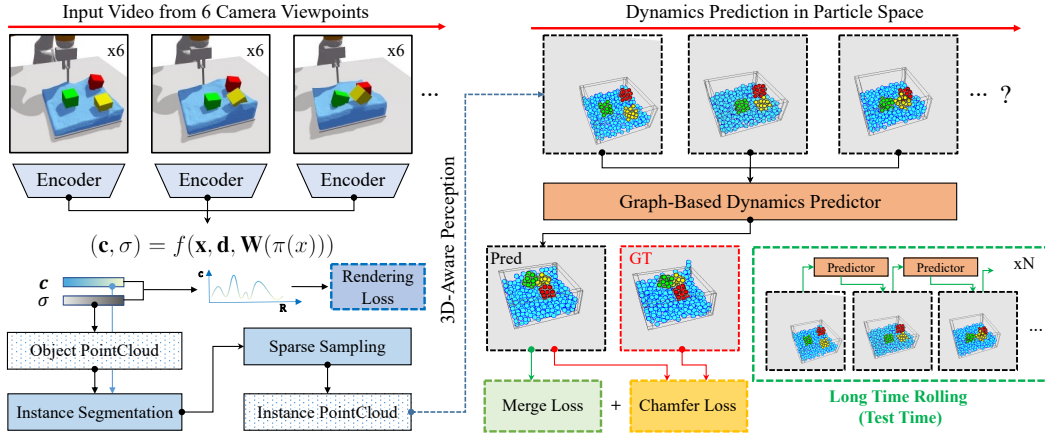 Input Video from 6 Camera Viewpoints
x6
x6
x6
...
Encoder
Encoder
Encoder
(c, σ) = f(x, d, W(π(x)))
c
σ
c
R
Rendering
Loss
Object PointCloud
Sparse Sampling
Instance Segmentation
Instance PointCloud
3D-Aware Perception
Dynamics Prediction in Particle Space
... ?
Graph-Based Dynamics Predictor
Pred
GT
Merge Loss
+
Chamfer Loss
Predictor
Predictor
xN
...
Long Time Rolling
(Test Time)